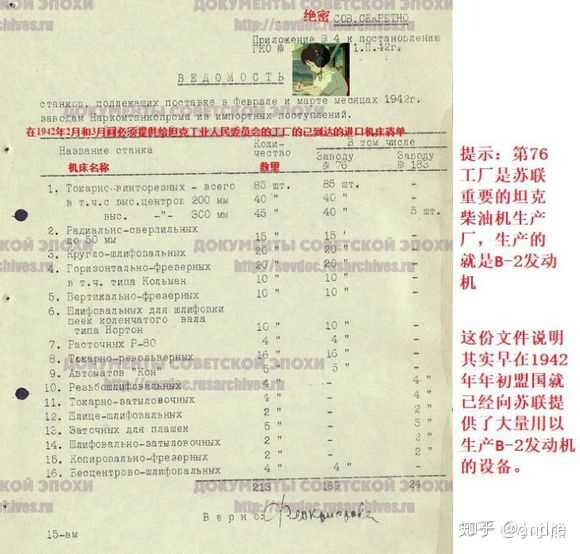 绝密 СОВ.СЕКРЕТНО
Приложение № 4 к постановлению
ГКО № 1.П.42г.
ВЕДОМОСТЬ
ДОКУМЕНТЫ СОВЕТСКОЙ ЭПОХИ
станков, подлежащих поставке в феврале и марте месяцах 1942г.
заводам Наркомтанкпрома из импортных поступлений.
在1942年2月和3月间必须提供给坦克工业人民委员会的工厂的已到达的进口机床清单
Название станка Количество В том числе
Заводу № 76 Заводу № 183
机床名称 数量
1. Токарно-винторезных - всего 85 шт. 85 шт. -
в т.ч с выс.центров 200 мм 40 " 40 " -
выс. -"- 300 мм 45 " 40 " 5 шт.
2. Радиально-сверлильных
до 50 мм 15 " 15 " -
3. Кругло-шлифовальных 20 " 20 " -
4. Горизонтально-фрезерных 20 " 20 " -
в т.ч. типа Кольман 10 " 10 " -
5. Вертикально-фрезерных 10 " 10 " -
6. Шлифовальных для шлифовки
шеек коленчатого вала
типа Нортон 10 " 10 " -
7. Расточных Р-80 4 " 4 " -
8. Токарно-револьверных 16 " 16 " -
9. Автоматов "Кон" 5 " 5 " -
10. Резьбошлифовальных 4 " - 4 "
11. Токарно-затыловочных 4 " - 4 "
12. Шлице-шлифовальных 2 " - 2 "
13. Заточных для плашек 5 " - 5 "
14. Шлифовально-затыловочных 2 " - 2 "
15. Копировально-фрезерных 2 " - 2 "
16. Бесцентрово-шлифовальных 4 " 4 " -
213 189 24
Верно:
15-вм
http://sovdoc.rusarchives.ru
提示：第76
工厂是苏联
重要的坦克
柴油机生产
厂，生产的
就是B-2发动
机
这份文件说明
其实早在1942
年年初盟国就
已经向苏联提
供了大量用以
生产B-2发动机
的设备。
知乎 @andre